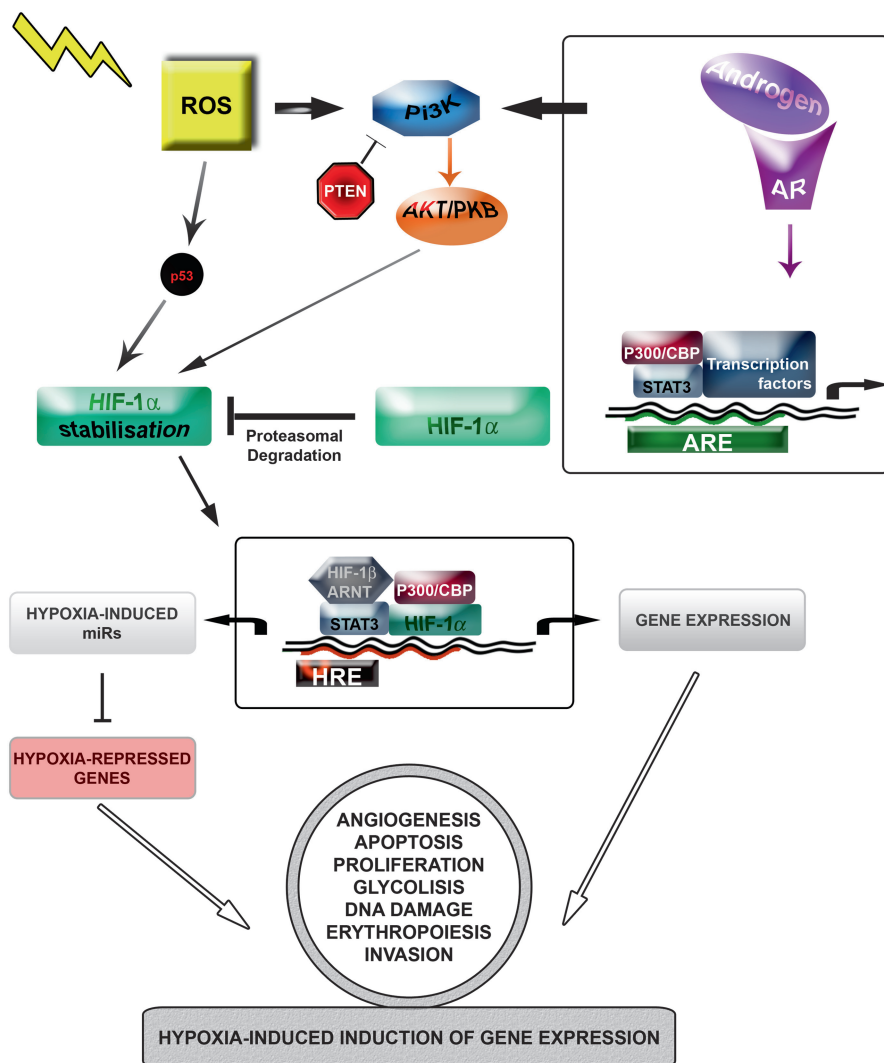 Androgen
ROS
Pi3K
AR
PTEN
AKT/PKB
p53
P300/CBP
Transcription
factors
STAT3
HIF-1α
stabilisation
HIF-1α
Proteasomal
Degradation
ARE
HIF-1β
ARNT
P300/CBP
STAT3
HIF-1α
HRE
HYPOXIA-INDUCED
miRs
GENE EXPRESSION
HYPOXIA-REPRESSED
GENES
ANGIOGENESIS
APOPTOSIS
PROLIFERATION
GLYCOLISIS
DNA DAMAGE
ERYTHROPOIESIS
INVASION
HYPOXIA-INDUCED INDUCTION OF GENE EXPRESSION